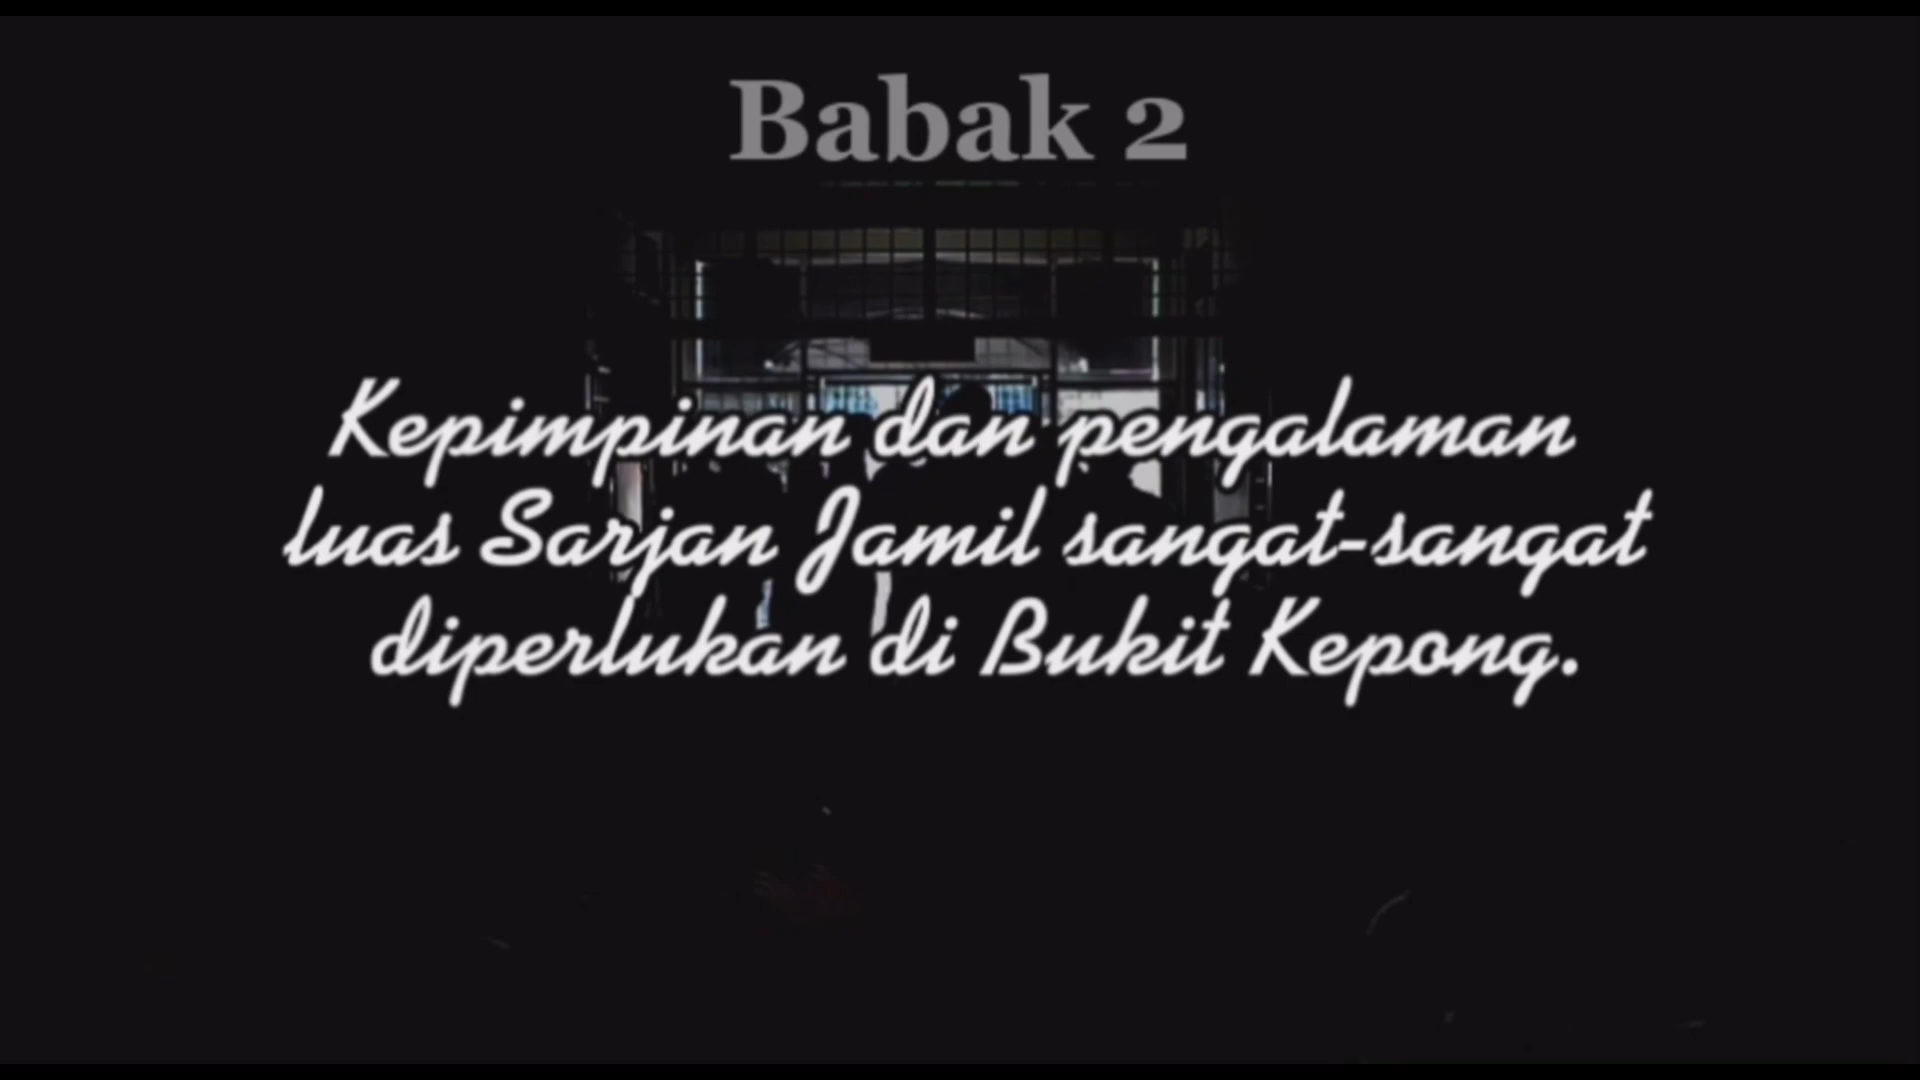 Babak 2
Kepimpinan dan pengalaman
luas Sarjan Jamil sangat-sangat
diperlukan di Bukit Kepong.